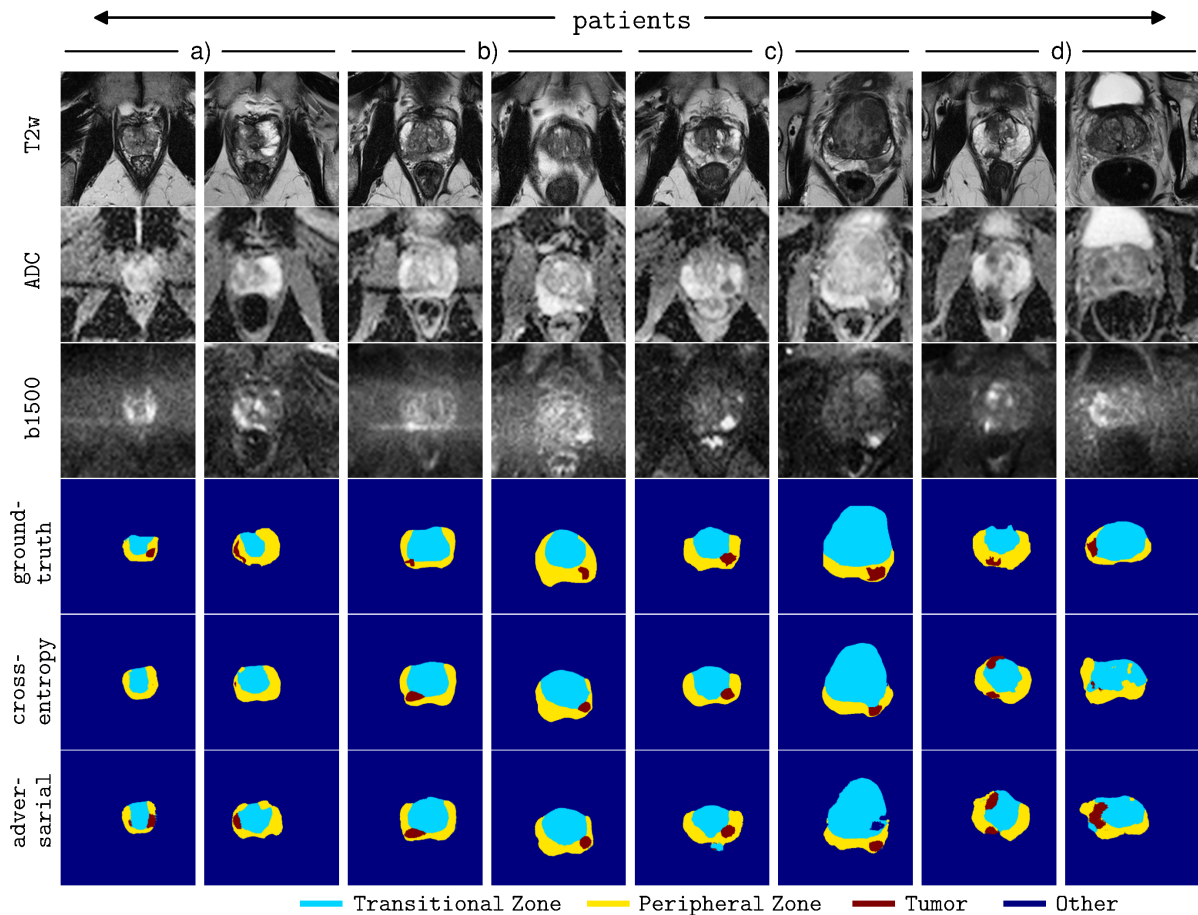 patients
a) b) c) d)
T2w
ADC
b1500
ground-
truth
cross-
entropy
adver-
sarial
Transitional Zone Peripheral Zone Tumor Other